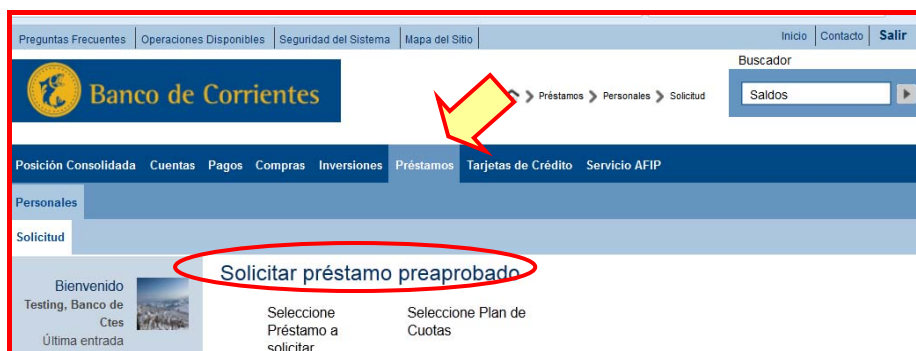 Preguntas Frecuentes Operaciones Disponibles Seguridad del Sistema Mapa del Sitio Inicio Contacto Salir
Buscador
Banco de Corrientes
Préstamos Personales Solicitud
Saldos
Posición Consolidada Cuentas Pagos Compras Inversiones Préstamos Tarjetas de Crédito Servicio AFIP
Personales
Solicitud
Solicitar préstamo preaprobado
Bienvenido
Testing, Banco de
Ctes
Última entrada
Seleccione
Préstamo a
solicitar
Seleccione Plan de
Cuotas